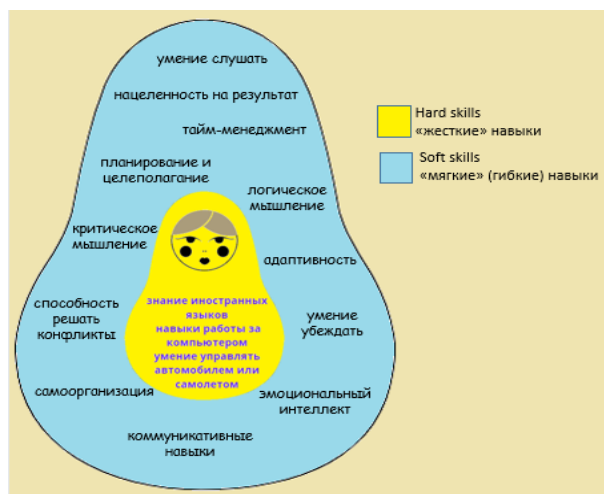 умение слушать
нацеленность на результат
тайм-менеджмент
планирование и
целеполагание
логическое
мышление
критическое
мышление
адаптивность
способность
решать
конфликты
знание иностранных
языков
навыки работы за
компьютером
умение управлять
автомобилем или
самолетом
умение
убеждать
самоорганизация
эмоциональный
интеллект
коммуникативные
навыки
Hard skills
«жесткие» навыки
Soft skills
«мягкие» (гибкие) навыки